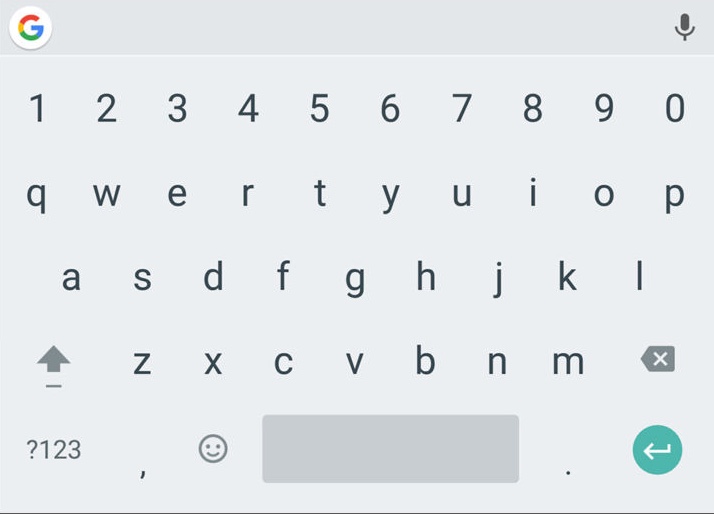 G
1 2 3 4 5 6 7 8 9 0
q w e r t y u i o p
a s d f g h j k l
z x c v b n m
?123 , .